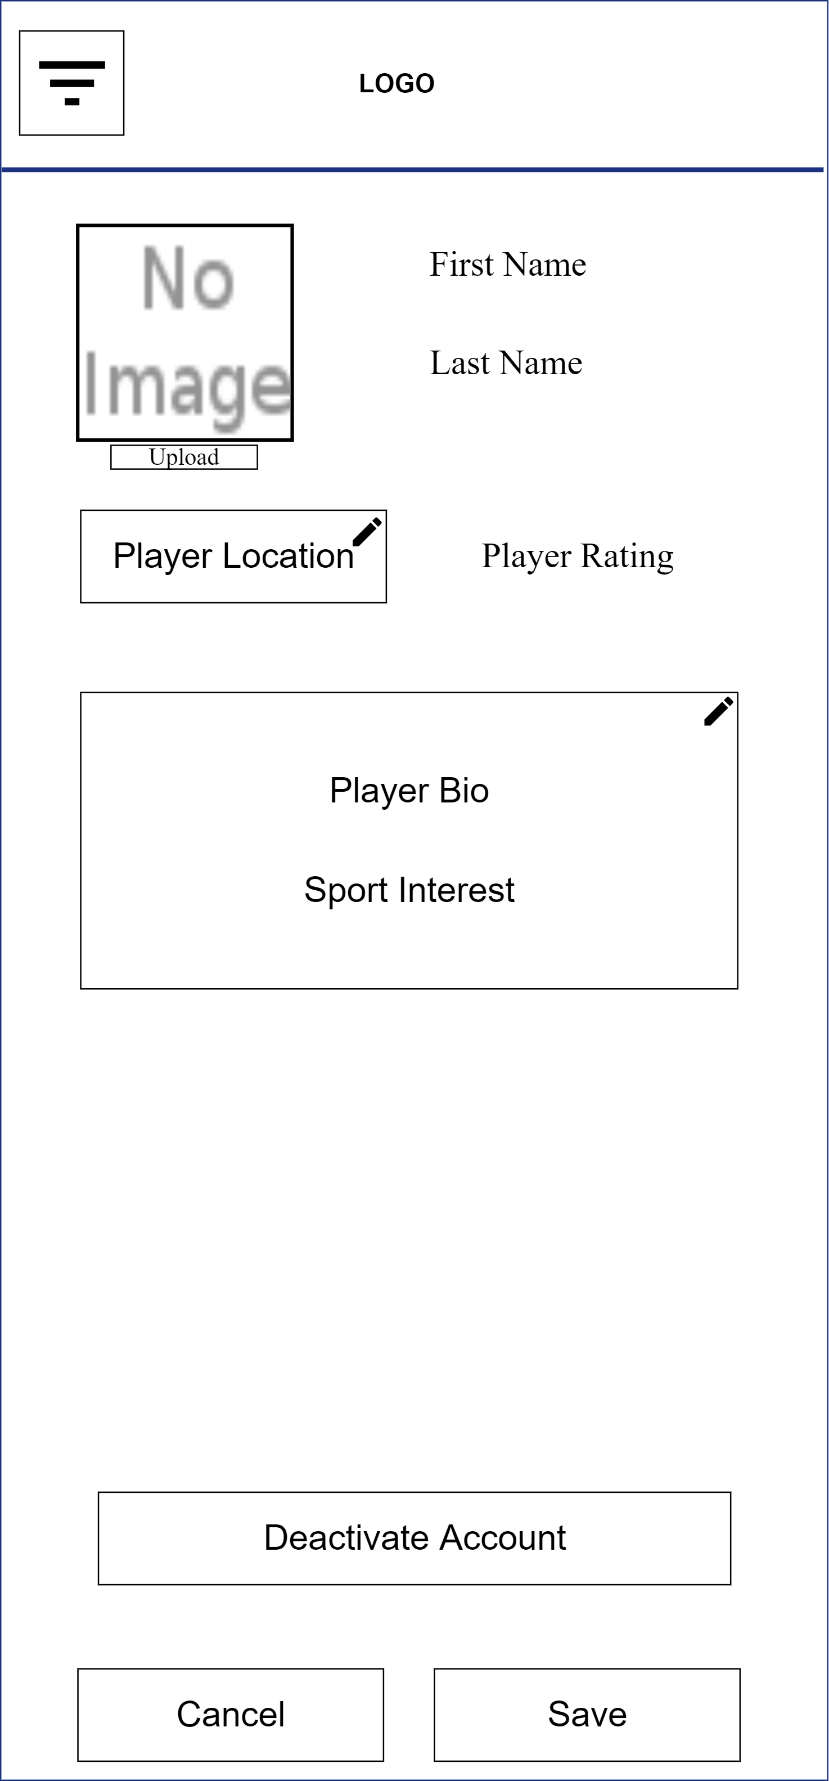 LOGO
No
Image
First Name
Last Name
Upload
Player Location
Player Rating
Player Bio
Sport Interest
Deactivate Account
Cancel
Save